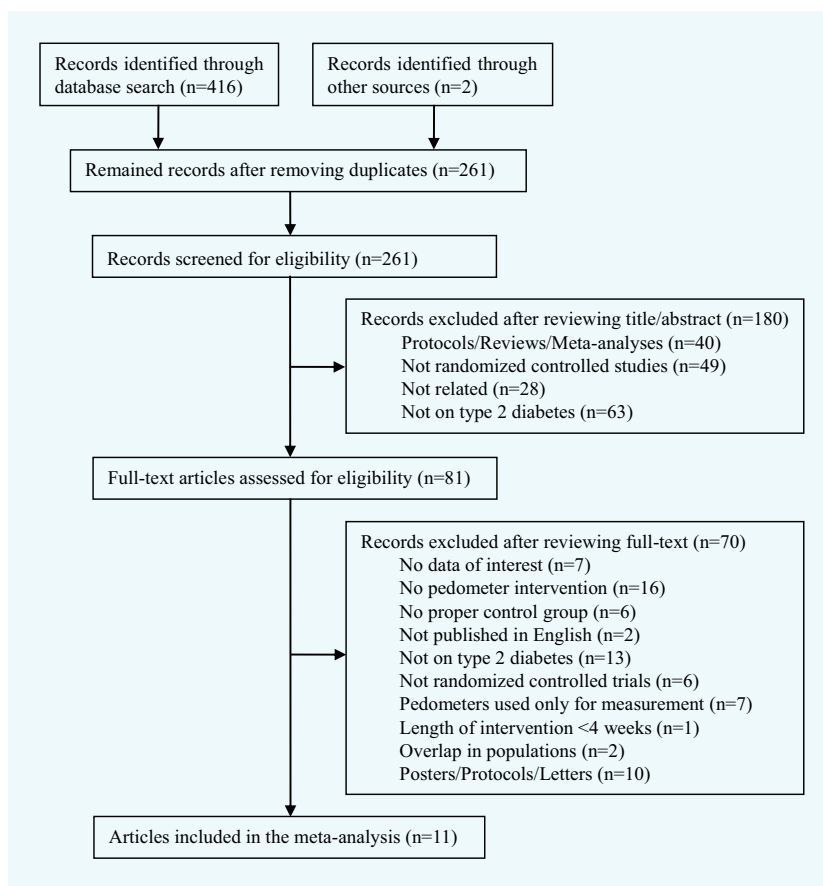 Records identified through
database search (n=416)
Records identified through
other sources (n=2)
Remained records after removing duplicates (n=261)
Records screened for eligibility (n=261)
Records excluded after reviewing title/abstract (n=180)
Protocols/Reviews/Meta-analyses (n=40)
Not randomized controlled studies (n=49)
Not related (n=28)
Not on type 2 diabetes (n=63)
Full-text articles assessed for eligibility (n=81)
Records excluded after reviewing full-text (n=70)
No data of interest (n=7)
No pedometer intervention (n=16)
No proper control group (n=6)
Not published in English (n=2)
Not on type 2 diabetes (n=13)
Not randomized controlled trials (n=6)
Pedometers used only for measurement (n=7)
Length of intervention <4 weeks (n=1)
Overlap in populations (n=2)
Posters/Protocols/Letters (n=10)
Articles included in the meta-analysis (n=11)